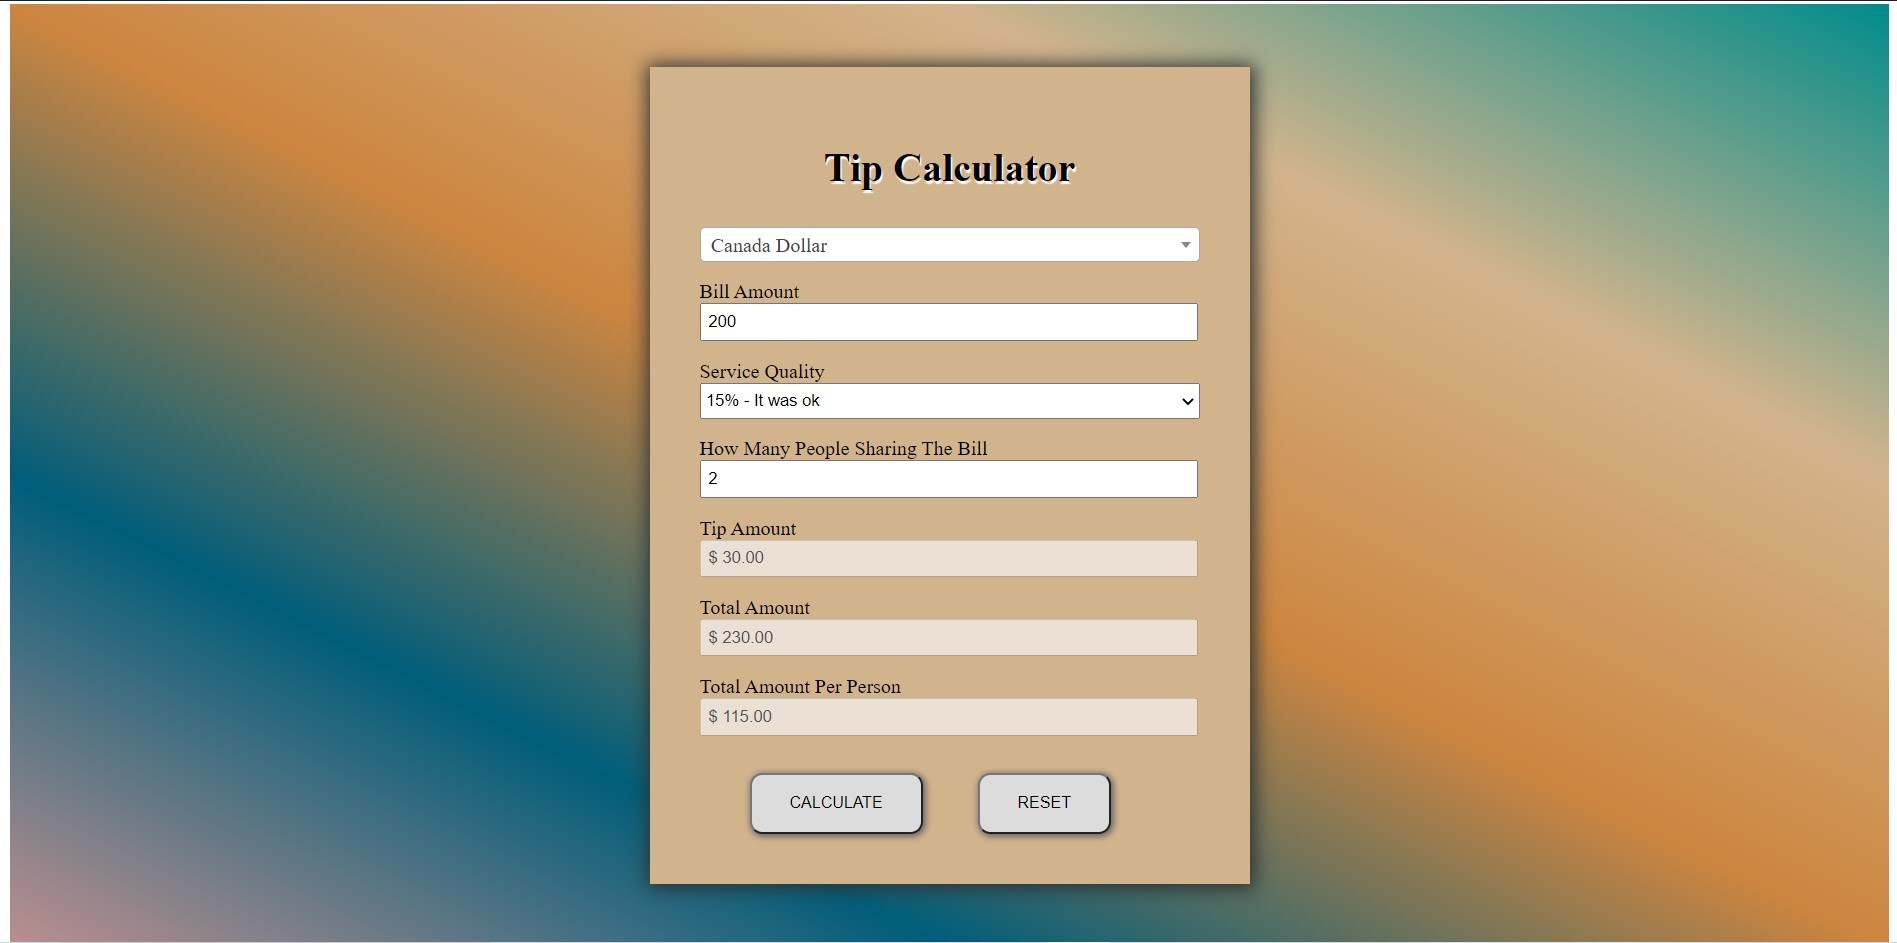 Tip Calculator
Canada Dollar
Bill Amount
200
Service Quality
15% - It was ok
How Many People Sharing The Bill
2
Tip Amount
$ 30.00
Total Amount
$ 230.00
Total Amount Per Person
$ 115.00
CALCULATE RESET